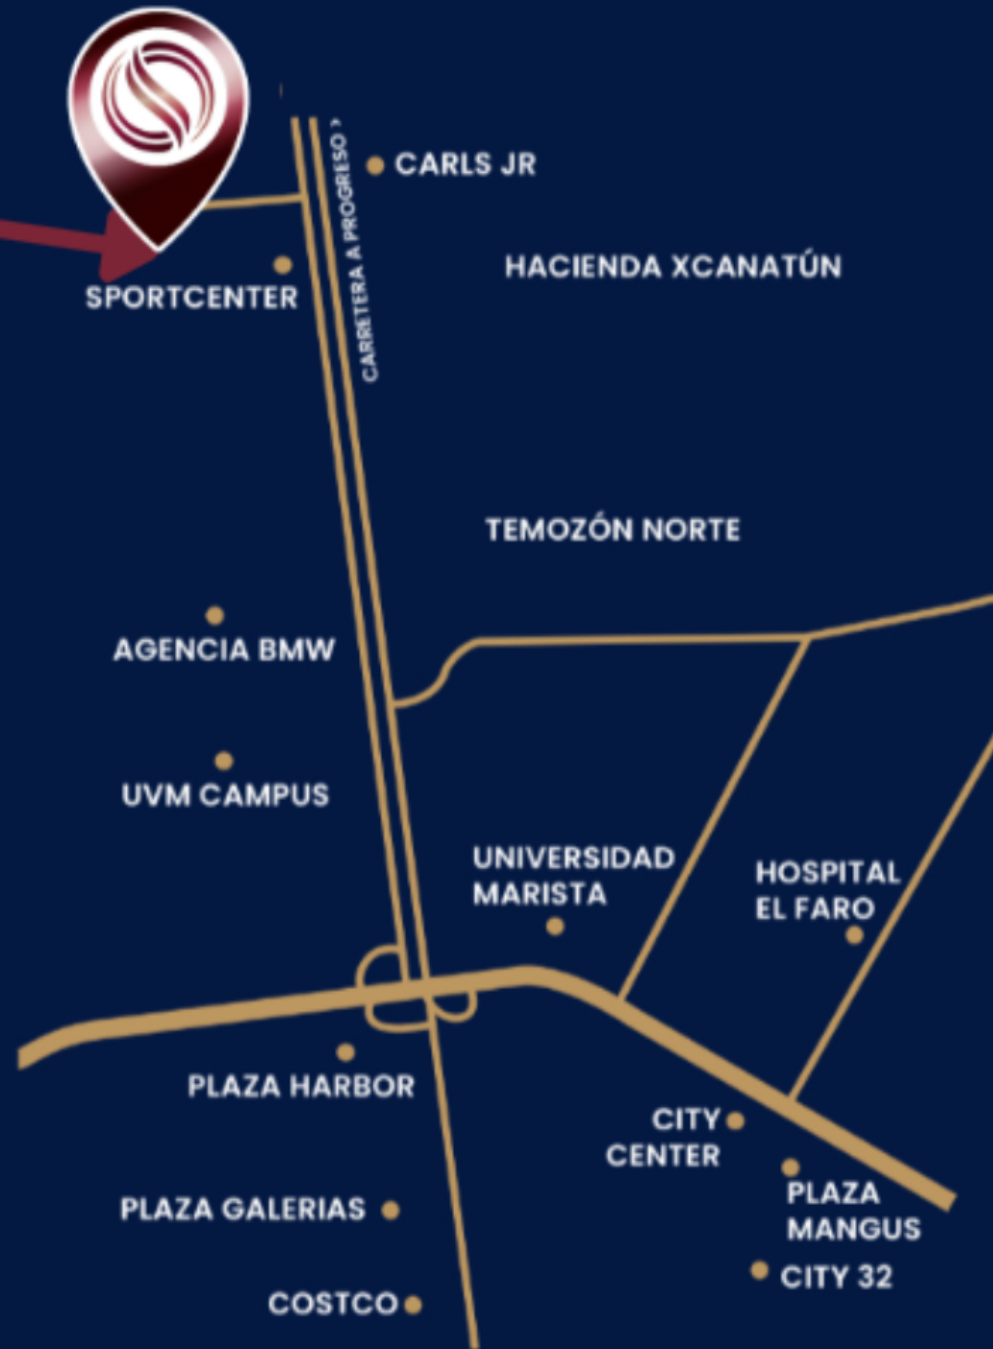 CARLS JR
CARRETERA A PROGRESO >
HACIENDA XCANATÚN
SPORTCENTER
TEMOZÓN NORTE
AGENCIA BMW
UVM CAMPUS
UNIVERSIDAD
MARISTA
HOSPITAL
EL FARO
PLAZA HARBOR
CITY
CENTER
PLAZA
MANGUS
PLAZA GALERIAS
CITY 32
COSTCO